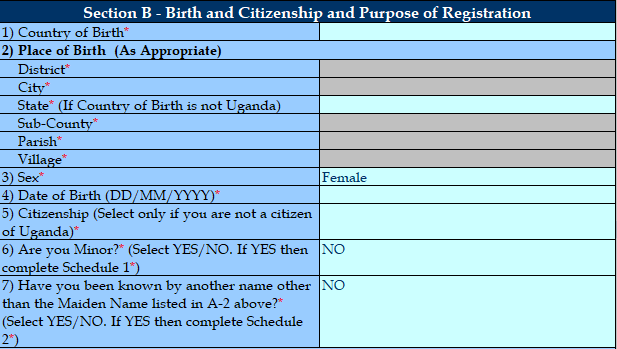 Section B - Birth and Citizenship and Purpose of Registration
1) Country of Birth*
2) Place of Birth (As Appropriate)
District*
City*
State* (If Country of Birth is not Uganda)
Sub-County*
Parish*
Village*
3) Sex* Female
4) Date of Birth (DD/MM/YYYY)*
5) Citizenship (Select only if you are not a citizen
of Uganda)*
6) Are you Minor?* (Select YES/NO. If YES then NO
complete Schedule 1*)
7) Have you been known by another name other NO
than the Maiden Name listed in A-2 above?*
(Select YES/NO. If YES then complete Schedule
2*)